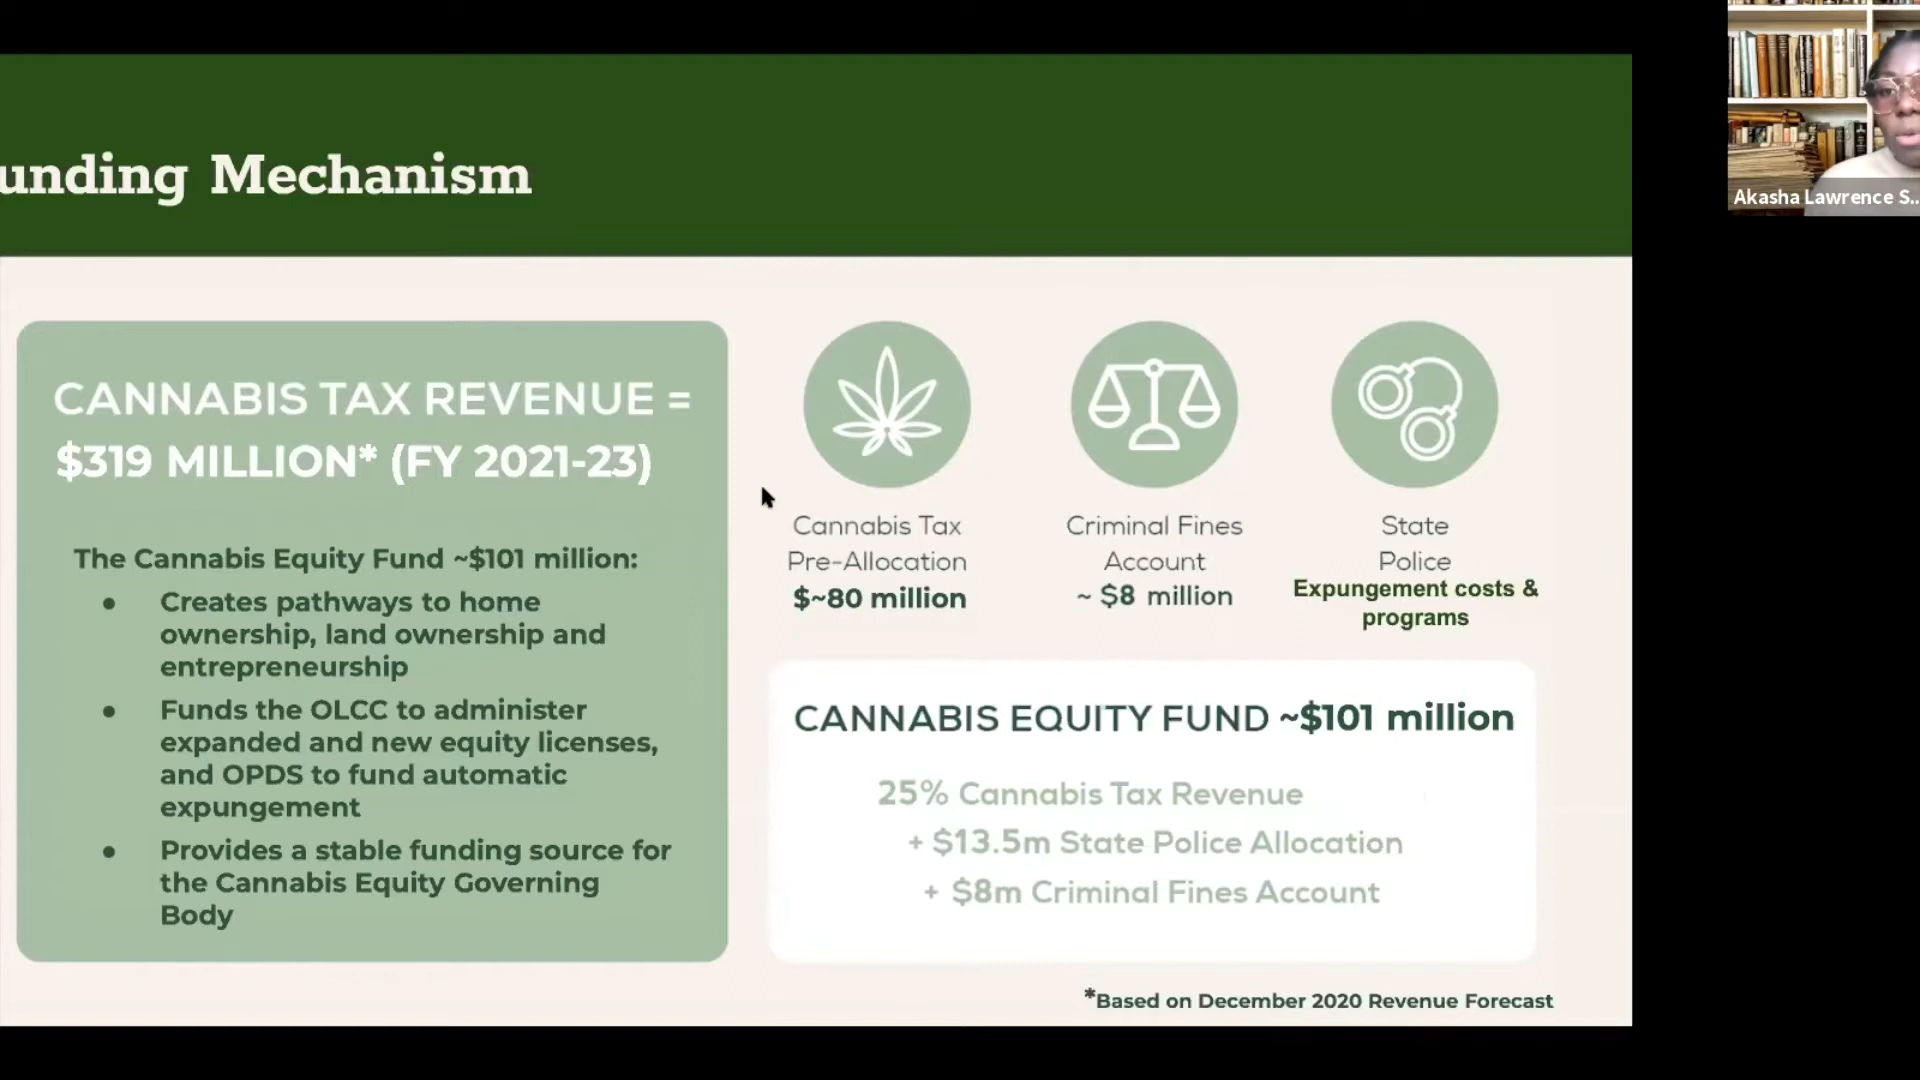 unding Mechanism
CANNABIS TAX REVENUE =
$319 MILLION* (FY 2021-23)
The Cannabis Equity Fund ~$101 million:
● Creates pathways to home
ownership, land ownership and
entrepreneurship
● Funds the OLCC to administer
expanded and new equity licenses,
and OPDS to fund automatic
expungement
● Provides a stable funding source for
the Cannabis Equity Governing
Body
Cannabis Tax
Pre-Allocation
$~80 million
Criminal Fines
Account
~ $8 million
State
Police
Expungement costs &
programs
CANNABIS EQUITY FUND ~$101 million
25% Cannabis Tax Revenue
+ $13.5m State Police Allocation
+ $8m Criminal Fines Account
*Based on December 2020 Revenue Forecast
Akasha Lawrence S...